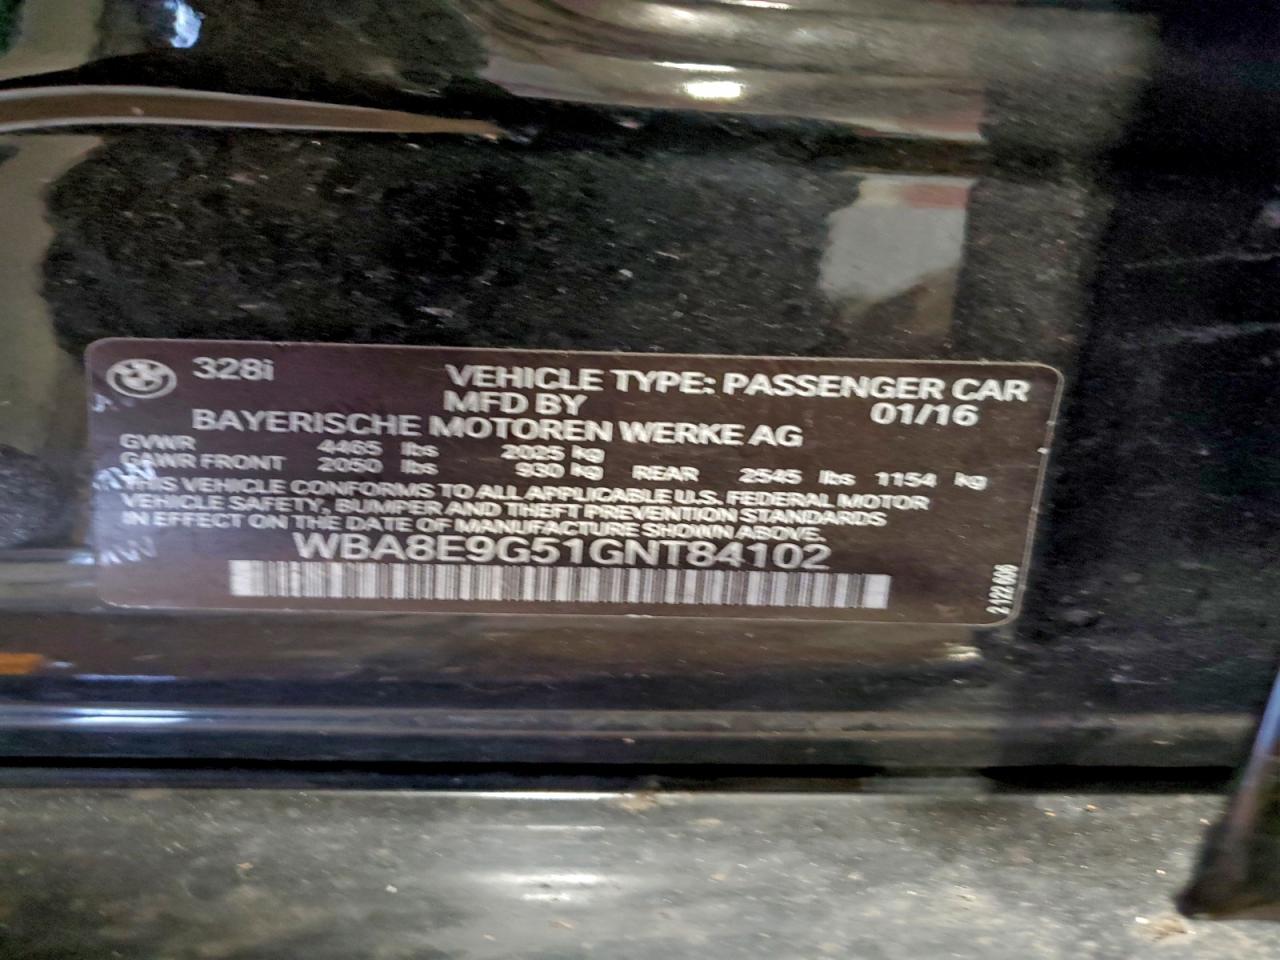 328i
VEHICLE TYPE: PASSENGER CAR
MFD BY 01/16
BAYERISCHE MOTOREN WERKE AG
GVWR 4465 lbs 2025 kg
GAWR FRONT 2050 lbs 930 kg REAR 2545 lbs 1154 kg
THIS VEHICLE CONFORMS TO ALL APPLICABLE U.S. FEDERAL MOTOR
VEHICLE SAFETY, BUMPER AND THEFT PREVENTION STANDARDS
IN EFFECT ON THE DATE OF MANUFACTURE SHOWN ABOVE.
WBA8E9G51GNT84102